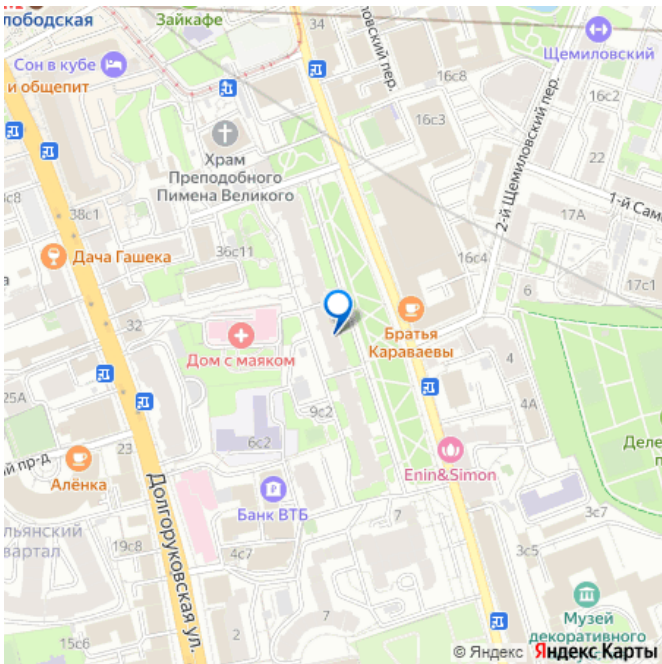 лободская
Зайкафе
34
ловский пер.
Щемиловский
Сон в кубе
и общепит
16с8
16с2
16с3
2-й Щемиловский пер.
22
Храм
Преподобного
Пимена Великого
1-й Сам
17А
с8
38с1
36с11
Дача Гашека
16с4
17с1
а
6
32
Братья
Караваевы
Дом с маяком
4
25А
9с2
4А
6с2
Деле
п
23
ой пр-д
Алёнка
Enin&Simon
Долгоруковская ул.
Банк ВТБ
7
7
3с7
льянский
вартал
19с8
4с7
3с5
2
2
15с6
Музей
декоративного
© Яндекс Яндекс Карты